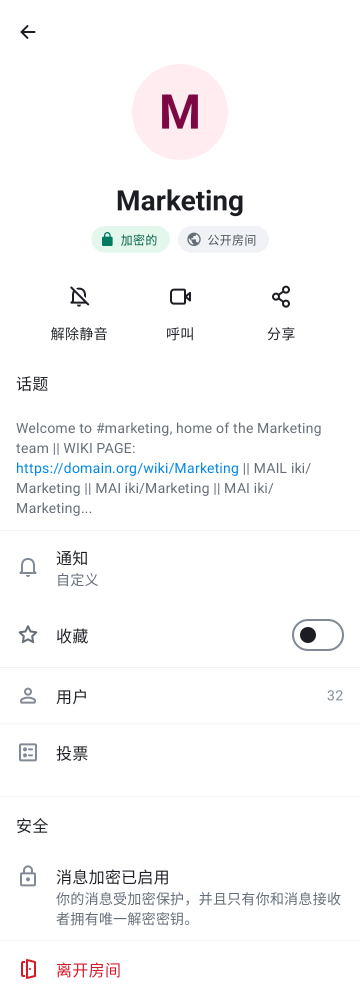 M
Marketing
加密的
公开房间
解除静音
呼叫
分享
话题
Welcome to #marketing, home of the Marketing
team || WIKI PAGE:
https://domain.org/wiki/Marketing || MAIL iki/
Marketing || MAI iki/Marketing || MAI iki/
Marketing...
通知
自定义
收藏
用户
32
投票
安全
消息加密已启用
你的消息受加密保护，并且只有你和消息接收
者拥有唯一解密密钥。
离开房间